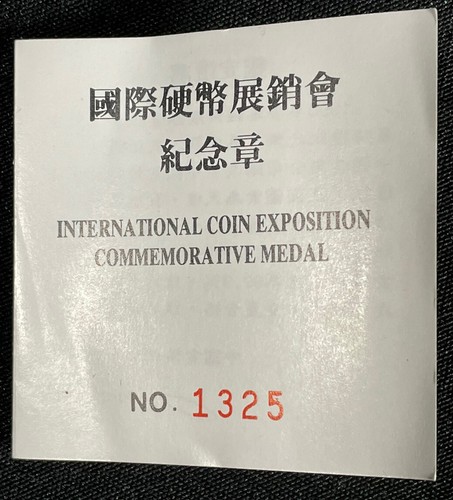 國際硬幣展銷會
紀念章
INTERNATIONAL COIN EXPOSITION
COMMEMORATIVE MEDAL
NO. 1325